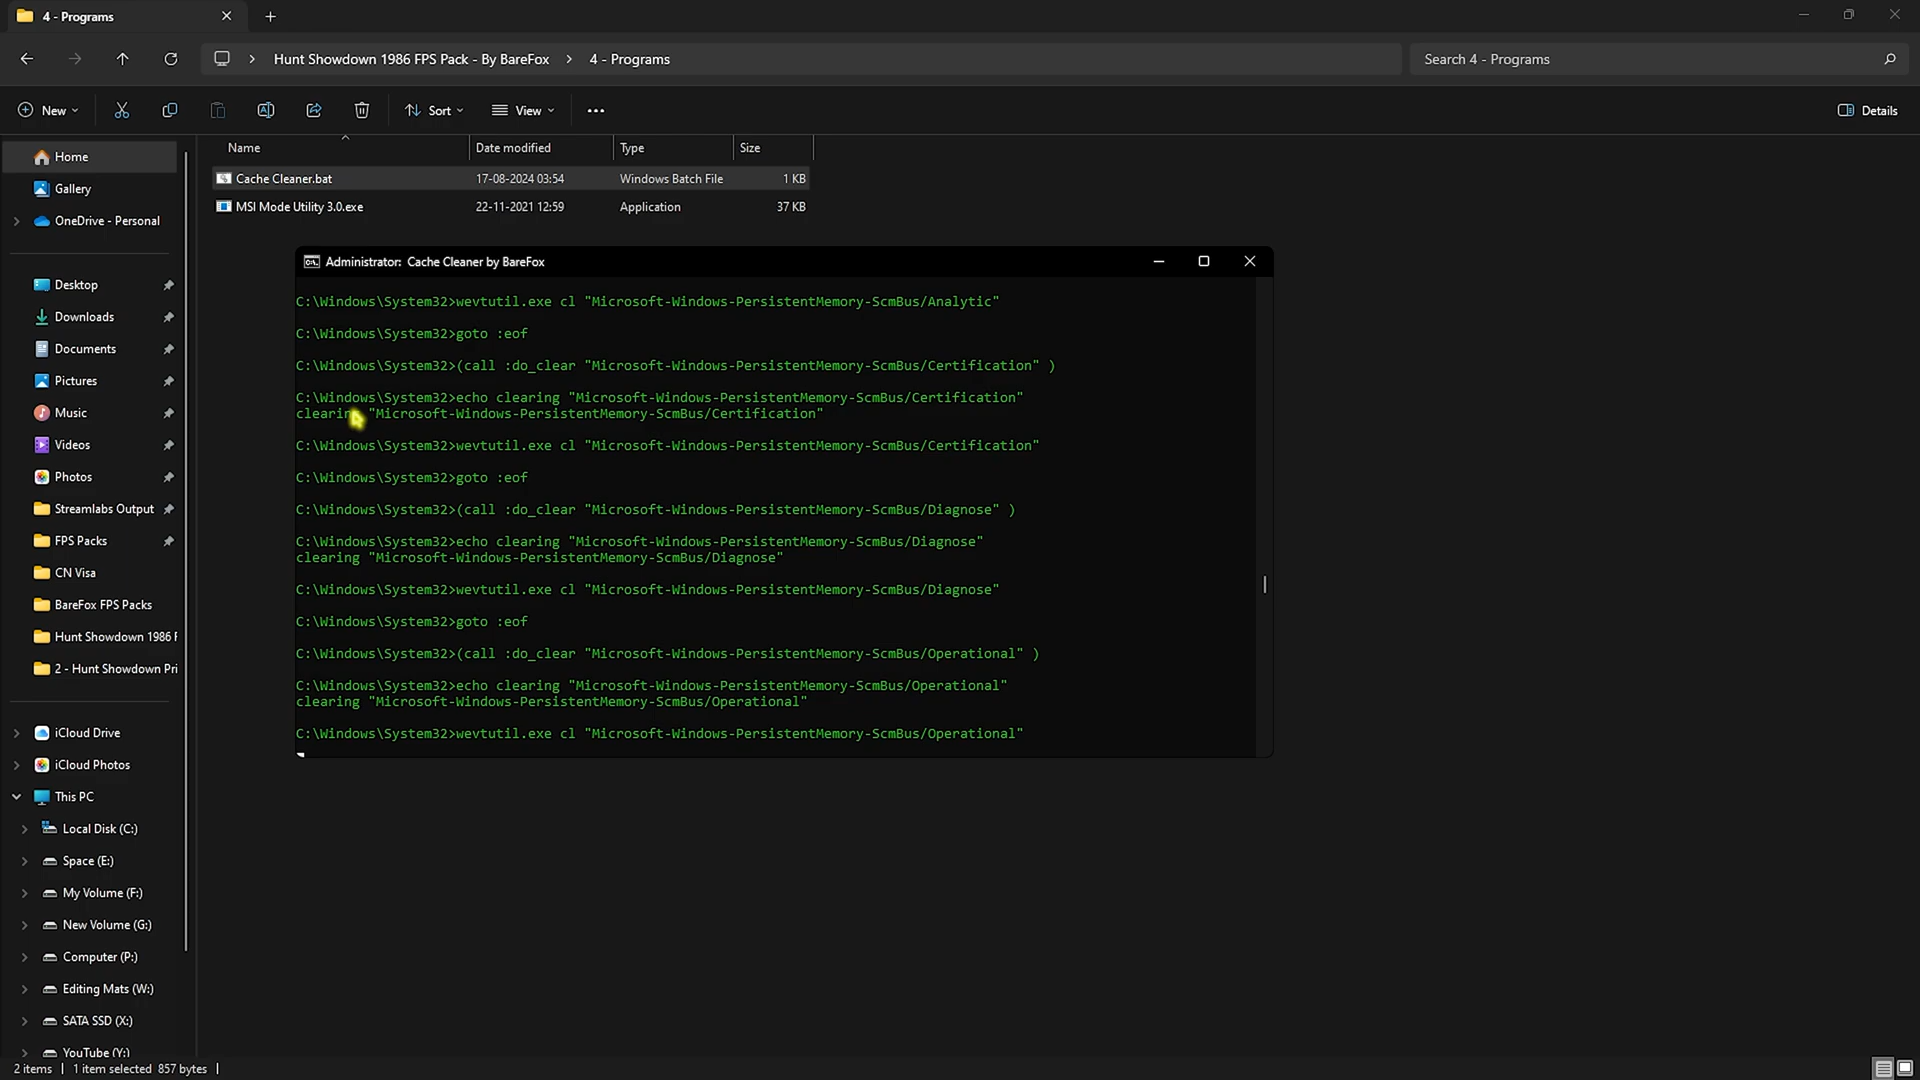 4 - Programs
Hunt Showdown 1986 FPS Pack - By BareFox > 4 - Programs
Search 4 - Programs
New
Sort
View
Details
Name
Date modified
Type
Size
Cache Cleaner.bat 17-08-2024 03:54 Windows Batch File 1 KB
MSI Mode Utility 3.0.exe 22-11-2021 12:59 Application 37 KB
Home
Gallery
OneDrive - Personal
Desktop
Downloads
Documents
Pictures
Music
Videos
Photos
Streamlabs Output
FPS Packs
CN Visa
BareFox FPS Packs
Hunt Showdown 1986 F
2 - Hunt Showdown Pri
iCloud Drive
iCloud Photos
This PC
Local Disk (C:)
Space (E:)
My Volume (F:)
New Volume (G:)
Computer (P:)
Editing Mats (W:)
SATA SSD (X:)
YouTube (Y:)
Administrator: Cache Cleaner by BareFox
C:\Windows\System32>wevtutil.exe cl "Microsoft-Windows-PersistentMemory-ScmBus/Analytic"
C:\Windows\System32>goto :eof
C:\Windows\System32>(call :do_clear "Microsoft-Windows-PersistentMemory-ScmBus/Certification" )
C:\Windows\System32>echo clearing "Microsoft-Windows-PersistentMemory-ScmBus/Certification"
clearing "Microsoft-Windows-PersistentMemory-ScmBus/Certification"
C:\Windows\System32>wevtutil.exe cl "Microsoft-Windows-PersistentMemory-ScmBus/Certification"
C:\Windows\System32>goto :eof
C:\Windows\System32>(call :do_clear "Microsoft-Windows-PersistentMemory-ScmBus/Diagnose" )
C:\Windows\System32>echo clearing "Microsoft-Windows-PersistentMemory-ScmBus/Diagnose"
clearing "Microsoft-Windows-PersistentMemory-ScmBus/Diagnose"
C:\Windows\System32>wevtutil.exe cl "Microsoft-Windows-PersistentMemory-ScmBus/Diagnose"
C:\Windows\System32>goto :eof
C:\Windows\System32>(call :do_clear "Microsoft-Windows-PersistentMemory-ScmBus/Operational" )
C:\Windows\System32>echo clearing "Microsoft-Windows-PersistentMemory-ScmBus/Operational"
clearing "Microsoft-Windows-PersistentMemory-ScmBus/Operational"
C:\Windows\System32>wevtutil.exe cl "Microsoft-Windows-PersistentMemory-ScmBus/Operational"
2 items | 1 item selected 857 bytes |